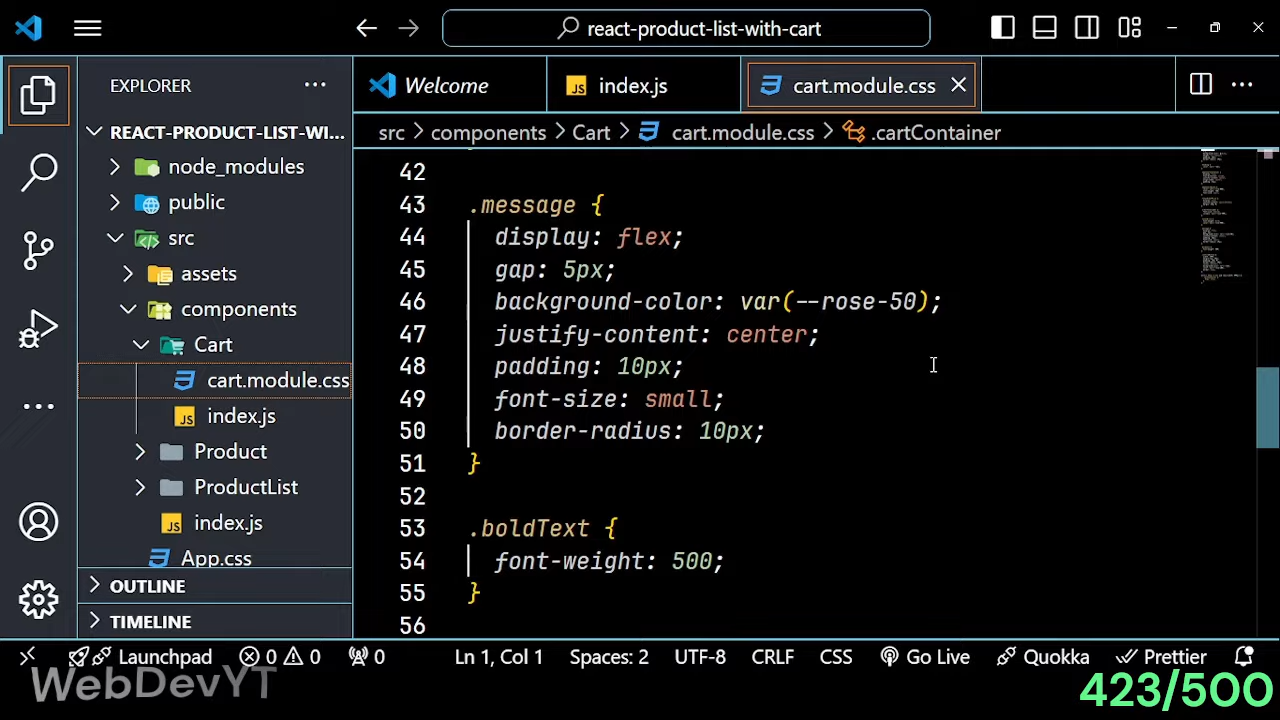 react-product-list-with-cart
EXPLORER
Welcome
index.js
cart.module.css
REACT-PRODUCT-LIST-WI...
src > components > Cart > cart.module.css > .cartContainer
node_modules
public
src
assets
components
Cart
cart.module.css
index.js
Product
ProductList
index.js
App.css
OUTLINE
TIMELINE
42
43 .message {
44 display: flex;
45 gap: 5px;
46 background-color: var(--rose-50);
47 justify-content: center;
48 padding: 10px;
49 font-size: small;
50 border-radius: 10px;
51 }
52
53 .boldText {
54 font-weight: 500;
55 }
56
Launchpad 0 0 0 Ln 1, Col 1 Spaces: 2 UTF-8 CRLF CSS Go Live Quokka Prettier
WebDevYT
423/500